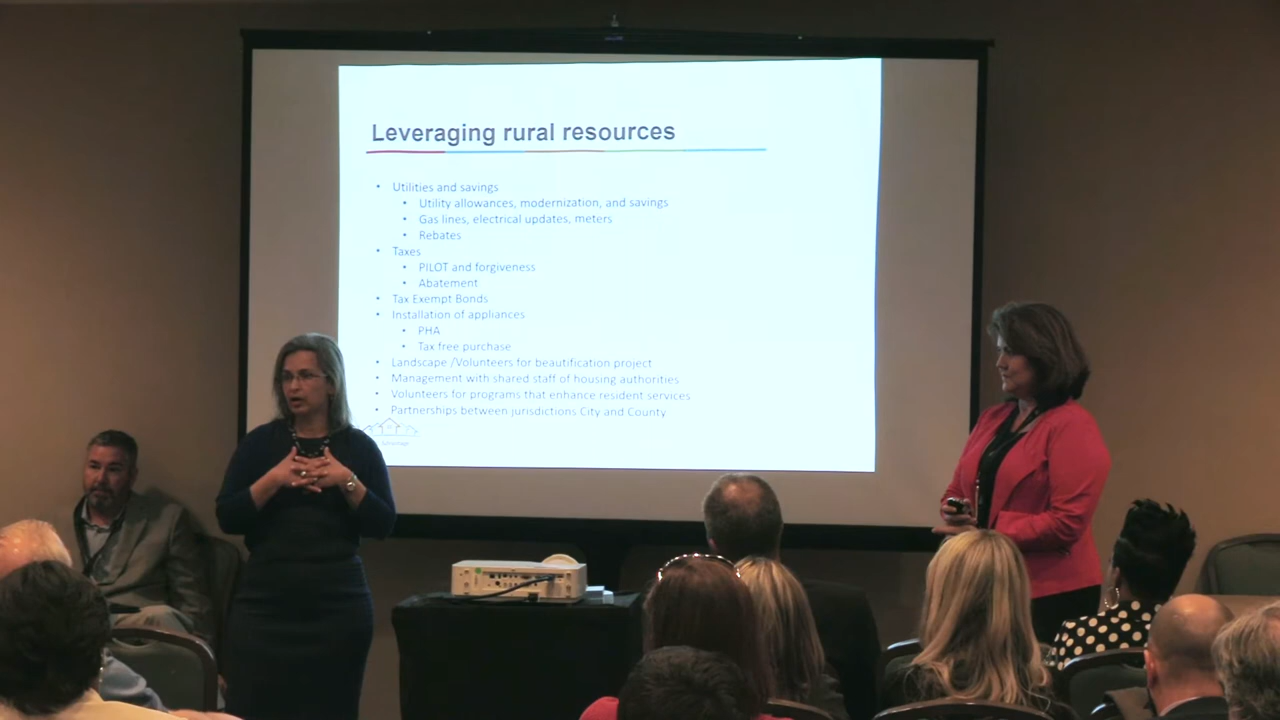 Leveraging rural resources
• Utilities and savings
• Utility allowances, modernization, and savings
• Gas lines, electrical updates, meters
• Rebates
• Taxes
• PILOT and forgiveness
• Abatement
• Tax Exempt Bonds
• Installation of appliances
• PHA
• Tax free purchase
• Landscape /Volunteers for beautification project
• Management with shared staff of housing authorities
• Volunteers for programs that enhance resident services
• Partnerships between jurisdictions City and County